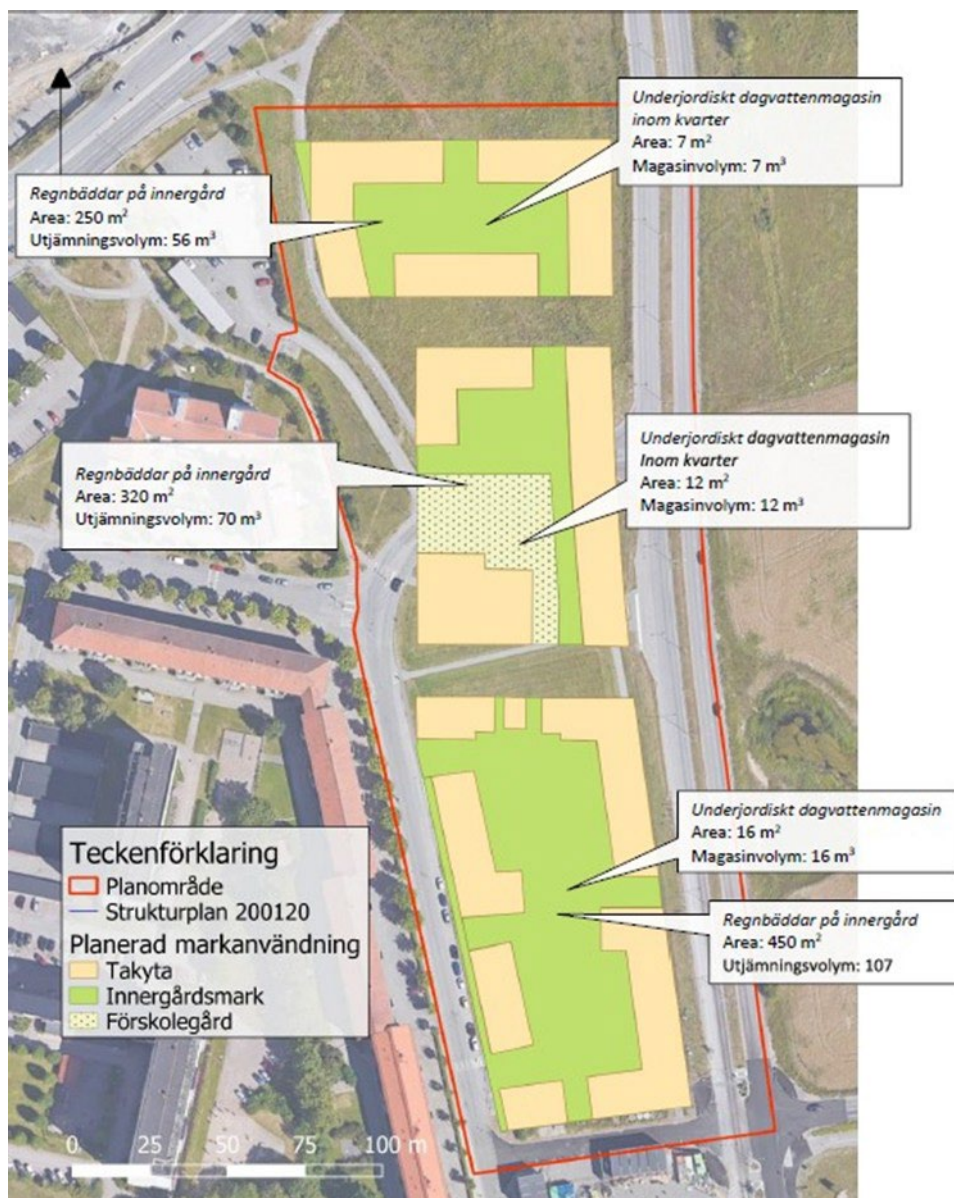 Underjordiskt dagvattenmagasin
inom kvarter
Area: 7 m²
Magasinvolym: 7 m³
Regnbäddar på innergård
Area: 250 m²
Utjämningsvolym: 56 m³
Underjordiskt dagvattenmagasin
Inom kvarter
Area: 12 m²
Magasinvolym: 12 m³
Regnbäddar på innergård
Area: 320 m²
Utjämningsvolym: 70 m³
Underjordiskt dagvattenmagasin
Area: 16 m²
Magasinvolym: 16 m³
Regnbäddar på innergård
Area: 450 m²
Utjämningsvolym: 107
Teckenförklaring
Planområde
Strukturplan 200120
Planerad markanvändning
Takyta
Innergårdsmark
Förskolegård
0 25 50 75 100 m